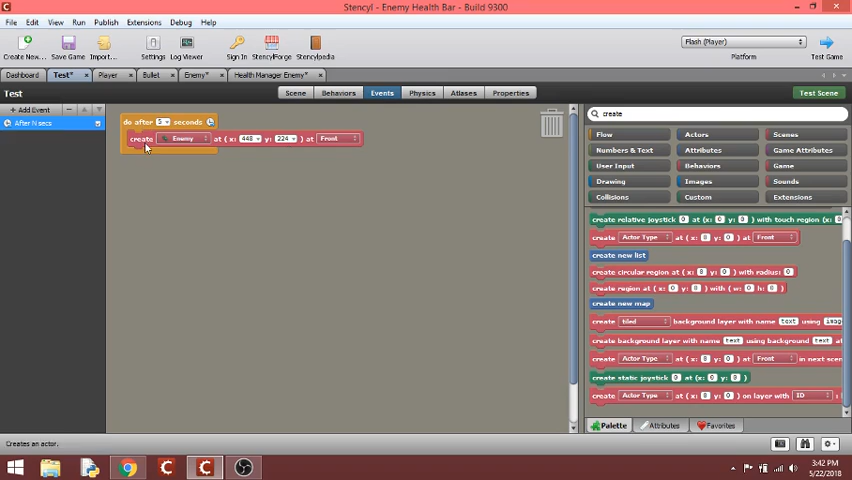 Stencyl - Enemy Health Bar - Build 9300
File Edit View Run Publish Extensions Debug Help
Create New... Save Game Import... Settings Log Viewer Sign In StencylForge Stencylpedia Flash (Player) Platform Test Game
Dashboard Test* Player Bullet Enemy* Health Manager Enemy*
Test Scene Behaviors Events Physics Atlases Properties Test Scene
+ Add Event
After N secs
do after 5 seconds
create Enemy at ( x: 448 y: 224 ) at Front
create
Flow Actors Scenes
Numbers & Text Attributes Game Attributes
User Input Behaviors Game
Drawing Images Sounds
Collisions Custom Extensions
create relative joystick 0 at (x: 0 y: 0 ) with touch region (x: 0
create Actor Type at ( x: 0 y: 0 ) at Front
create new list
create circular region at ( x: 0 y: 0 ) with radius: 0
create region at ( x: 0 y: 0 ) with ( w: 0 h: 0 )
create new map
create tiled background layer with name text using imag
create background layer with name text using background text at
create Actor Type at ( x: 0 y: 0 ) at Front in next scen
create static joystick 0 at (x: 0 y: 0 )
create Actor Type at ( x: 0 y: 0 ) on layer with ID :
Palette Attributes Favorites
Creates an actor.
3:42 PM
5/22/2018